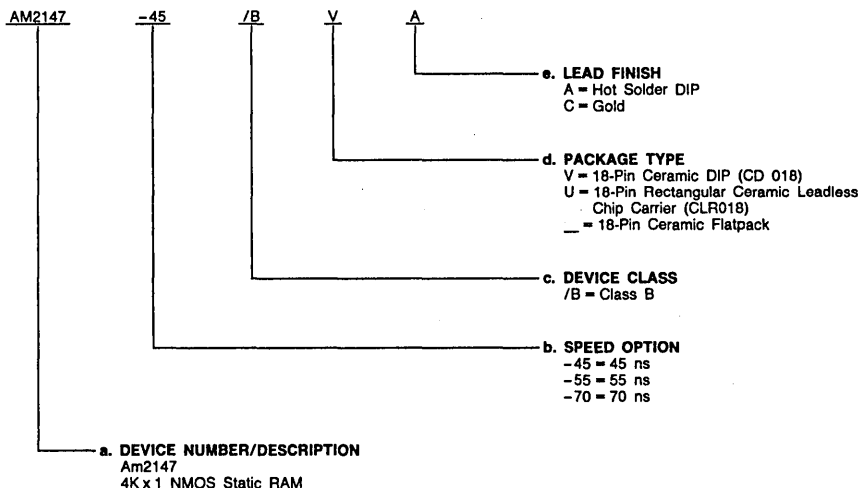 AM2147 -45 /B V A
e. LEAD FINISH
A = Hot Solder DIP
C = Gold
d. PACKAGE TYPE
V = 18-Pin Ceramic DIP (CD 018)
U = 18-Pin Rectangular Ceramic Leadless
Chip Carrier (CLR018)
__ = 18-Pin Ceramic Flatpack
c. DEVICE CLASS
/B = Class B
b. SPEED OPTION
-45 = 45 ns
-55 = 55 ns
-70 = 70 ns
a. DEVICE NUMBER/DESCRIPTION
Am2147
4K x 1 NMOS Static RAM